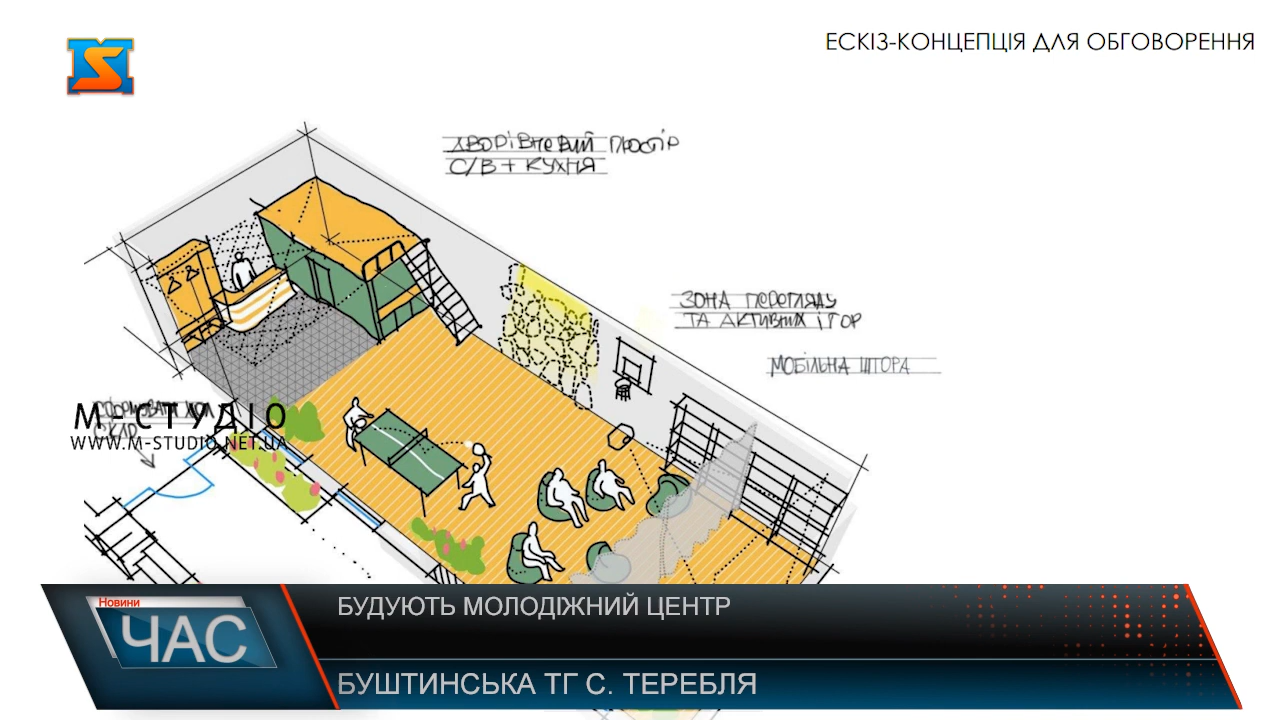 ЕСКІЗ-КОНЦЕПЦІЯ ДЛЯ ОБГОВОРЕННЯ
ДВОРІВНЕВИЙ ПРОСТІР
С/В + КУХНЯ
ЗОНА ПЕРЕГЛЯДУ
ТА АКТИВНИХ ІГОР
МОБІЛЬНА ШТОРА
М-СТУДІО
WWW.M-STUDIO.NET.UA
Новини
ЧАС
БУДУЮТЬ МОЛОДІЖНИЙ ЦЕНТР
БУШТИНСЬКА ТГ С. ТЕРЕБЛЯ